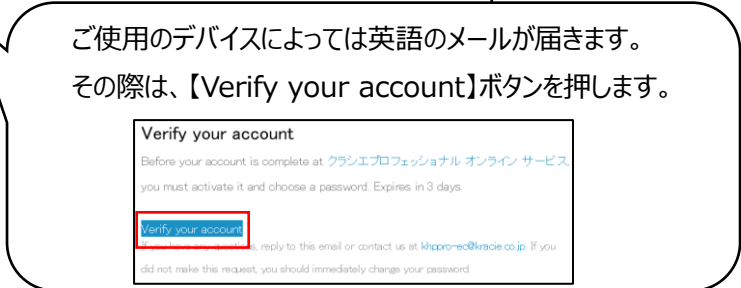 ご使用のデバイスによっては英語のメールが届きます。
その際は、【Verify your account】ボタンを押します。
Verify your account
Before your account is complete at クラシエプロフェッショナル オンライン サービス,
you must activate it and choose a password. Expires in 3 days.
Verify your account
If you have any questions, reply to this email or contact us at khppro-ec@kracie.co.jp. If you
did not make this request, you should immediately change your password.